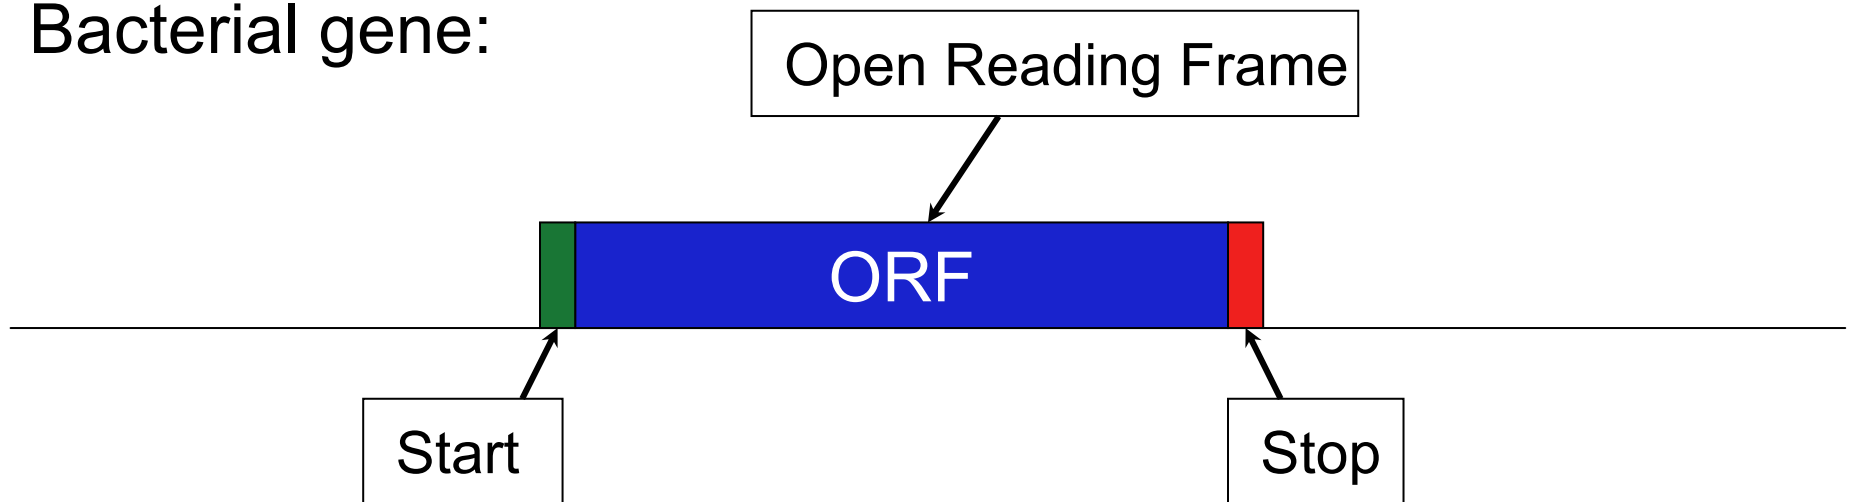 Bacterial gene:
Open Reading Frame
ORF
Start
Stop